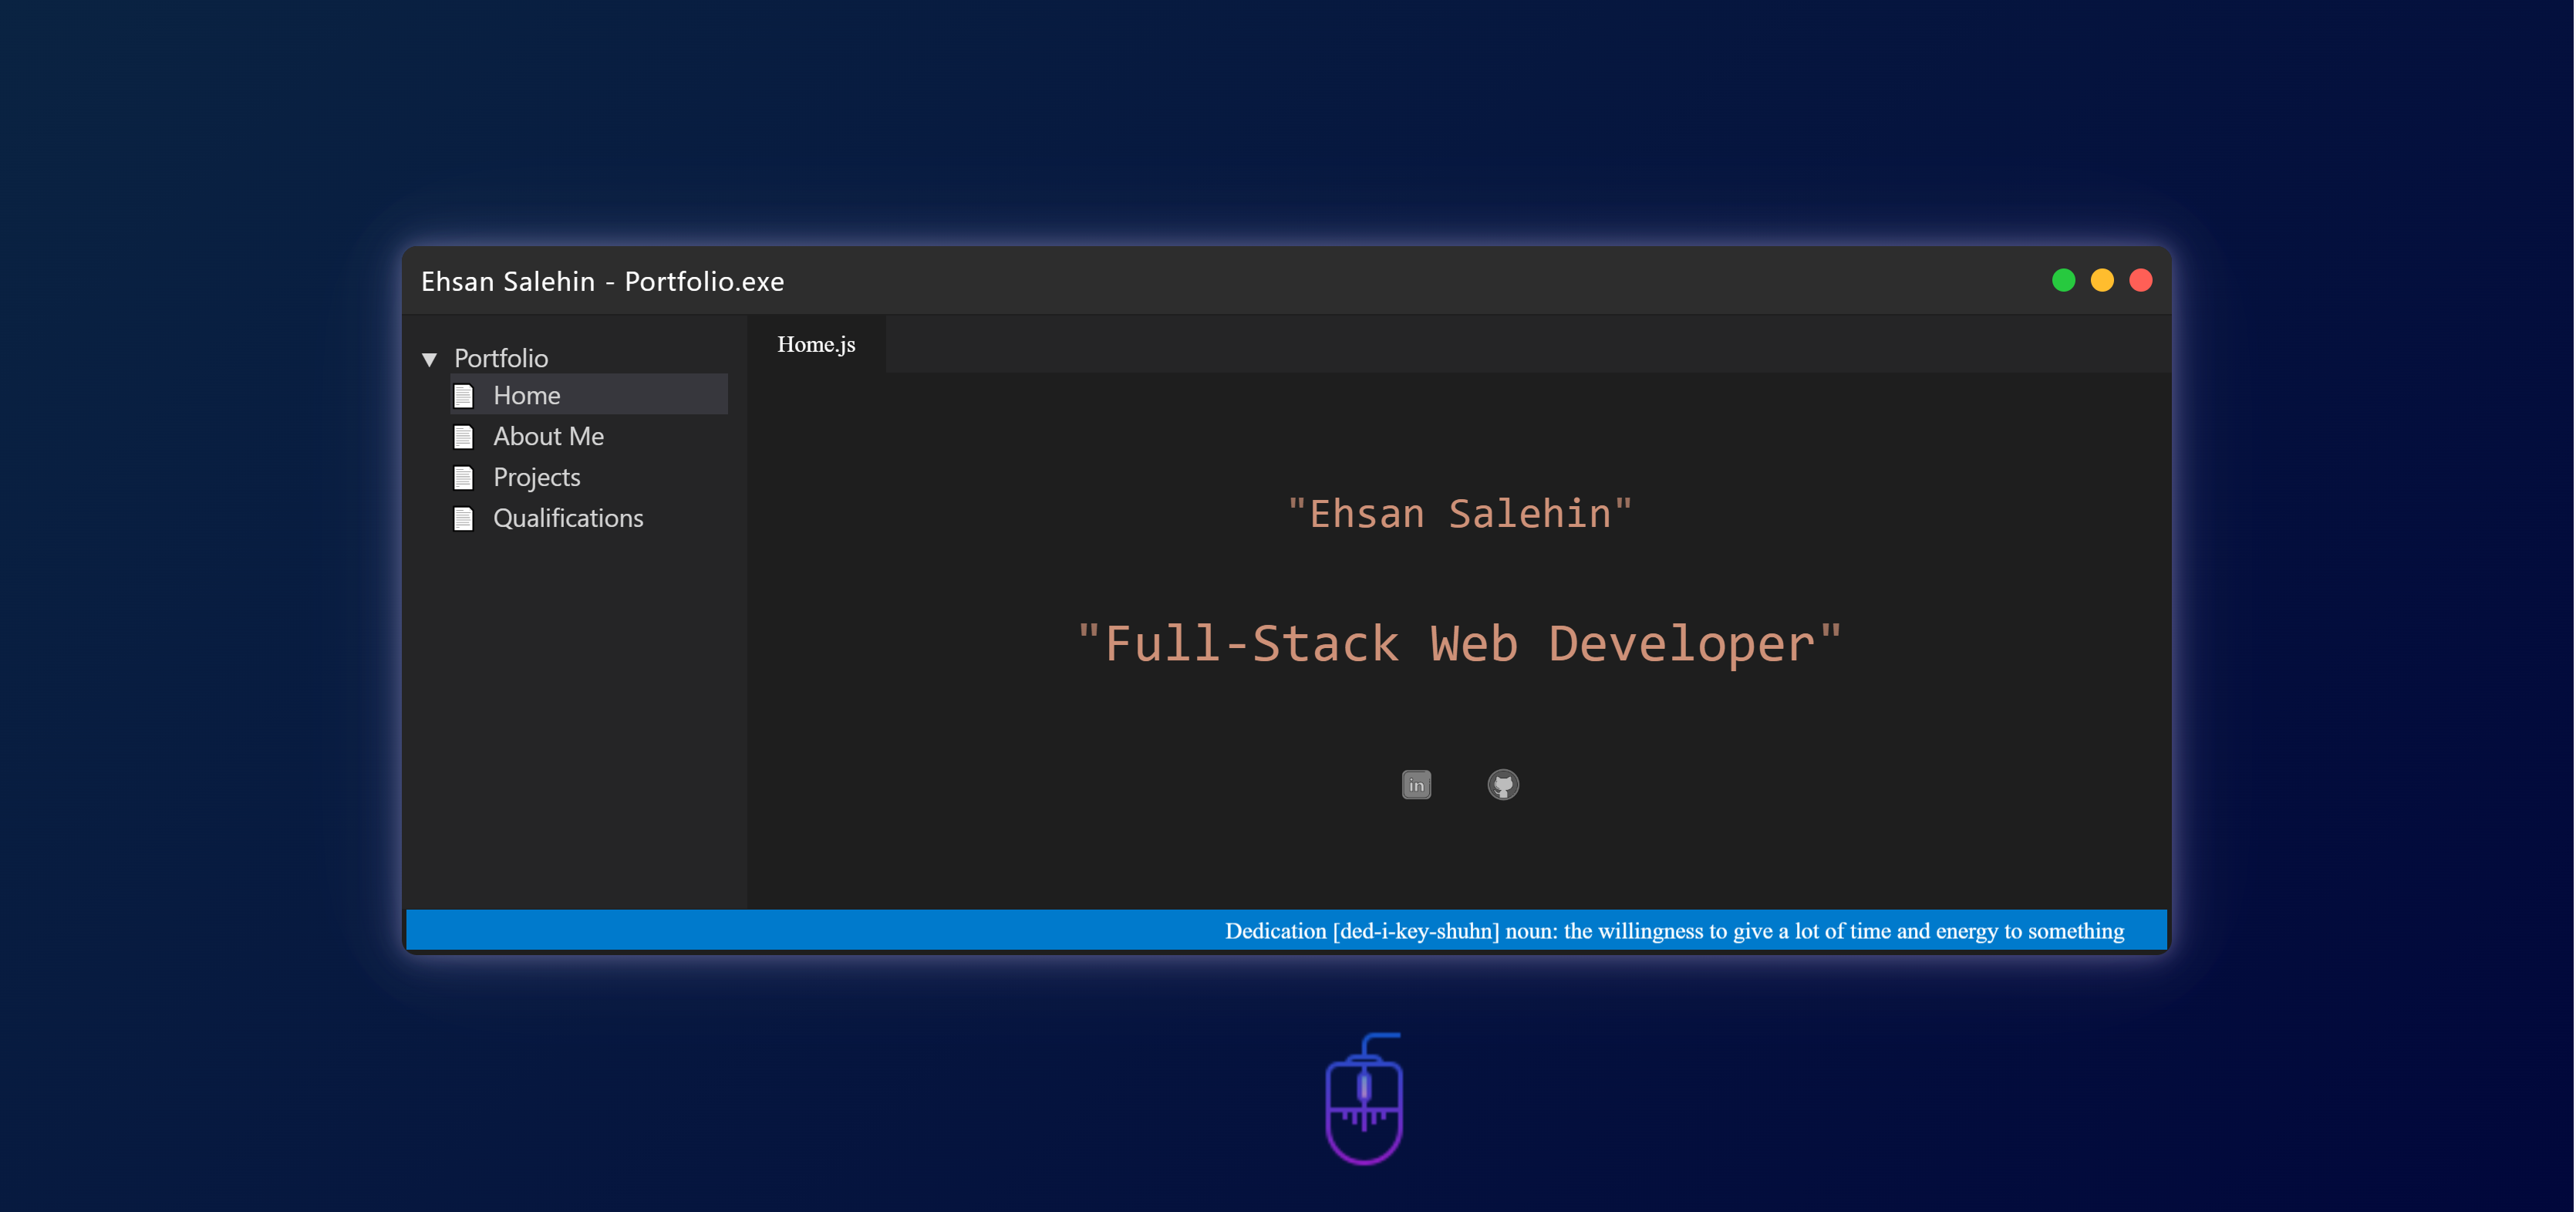 Ehsan Salehin - Portfolio.exe
▼ Portfolio
Home
About Me
Projects
Qualifications
Home.js
"Ehsan Salehin"
"Full-Stack Web Developer"
in
Dedication [ded-i-key-shuhn] noun: the willingness to give a lot of time and energy to something